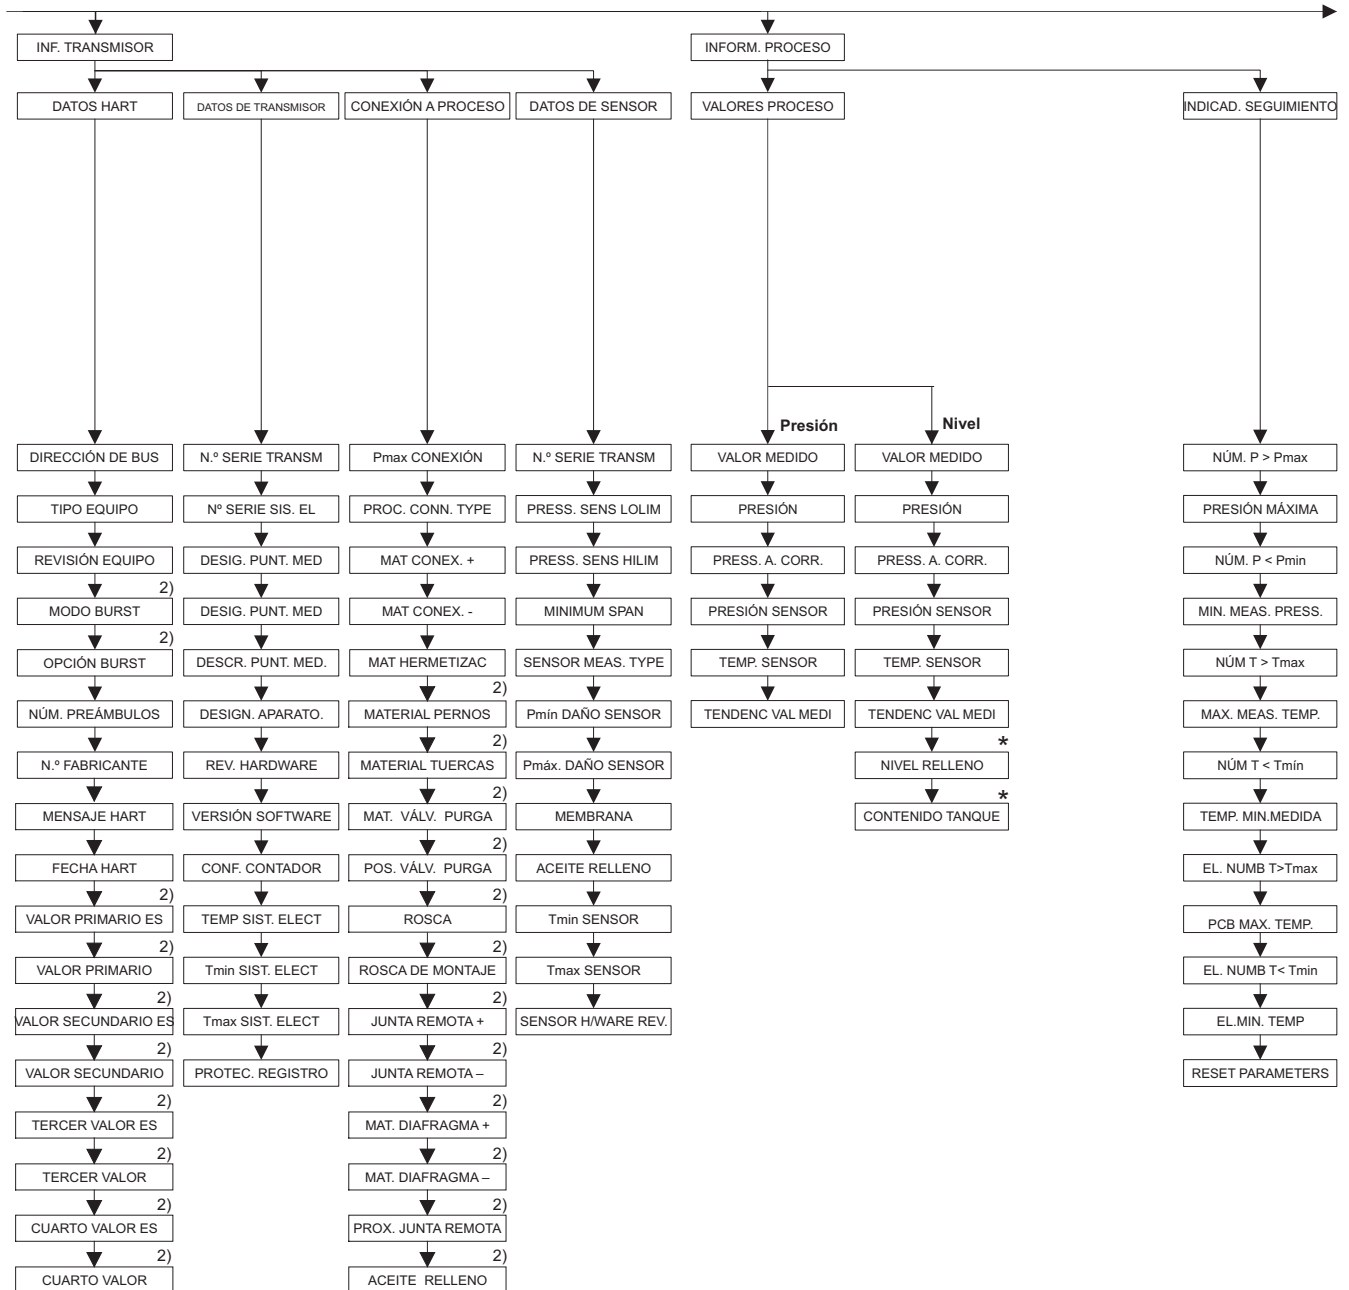 INF. TRANSMISOR
INFORM. PROCESO
DATOS HART
DATOS DE TRANSMISOR
CONEXIÓN A PROCESO
DATOS DE SENSOR
VALORES PROCESO
INDICAD. SEGUIMIENTO
DIRECCIÓN DE BUS
TIPO EQUIPO
REVISIÓN EQUIPO
2)
MODO BURST
2)
OPCIÓN BURST
NÚM. PREÁMBULOS
N.º FABRICANTE
MENSAJE HART
FECHA HART
2)
VALOR PRIMARIO ES
2)
VALOR PRIMARIO
2)
VALOR SECUNDARIO ES
2)
VALOR SECUNDARIO
2)
TERCER VALOR ES
2)
TERCER VALOR
2)
CUARTO VALOR ES
2)
CUARTO VALOR
N.º SERIE TRANSM
Nº SERIE SIS. EL
DESIG. PUNT. MED
DESIG. PUNT. MED
DESCR. PUNT. MED.
DESIGN. APARATO.
REV. HARDWARE
VERSIÓN SOFTWARE
CONF. CONTADOR
TEMP SIST. ELECT
Tmin SIST. ELECT
Tmax SIST. ELECT
PROTEC. REGISTRO
Pmax CONEXIÓN
PROC. CONN. TYPE
MAT CONEX. +
MAT CONEX. -
MAT HERMETIZAC
2)
MATERIAL PERNOS
2)
MATERIAL TUERCAS
2)
MAT. VÁLV. PURGA
2)
POS. VÁLV. PURGA
2)
ROSCA
2)
ROSCA DE MONTAJE
2)
JUNTA REMOTA +
2)
JUNTA REMOTA –
2)
MAT. DIAFRAGMA +
2)
MAT. DIAFRAGMA –
2)
PROX. JUNTA REMOTA
2)
ACEITE RELLENO
N.º SERIE TRANSM
PRESS. SENS LOLIM
PRESS. SENS HILIM
MINIMUM SPAN
SENSOR MEAS. TYPE
Pmín DAÑO SENSOR
Pmáx. DAÑO SENSOR
MEMBRANA
ACEITE RELLENO
Tmin SENSOR
Tmax SENSOR
SENSOR H/WARE REV.
Presión
VALOR MEDIDO
PRESIÓN
PRESS. A. CORR.
PRESIÓN SENSOR
TEMP. SENSOR
TENDENC VAL MEDI
Nivel
VALOR MEDIDO
PRESIÓN
PRESS. A. CORR.
PRESIÓN SENSOR
TEMP. SENSOR
TENDENC VAL MEDI
*
NIVEL RELLENO
*
CONTENIDO TANQUE
NÚM. P > Pmax
PRESIÓN MÁXIMA
NÚM. P < Pmin
MIN. MEAS. PRESS.
NÚM T > Tmax
MAX. MEAS. TEMP.
NÚM T < Tmín
TEMP. MIN.MEDIDA
EL. NUMB T>Tmax
PCB MAX. TEMP.
EL. NUMB T< Tmin
EL.MIN. TEMP
RESET PARAMETERS